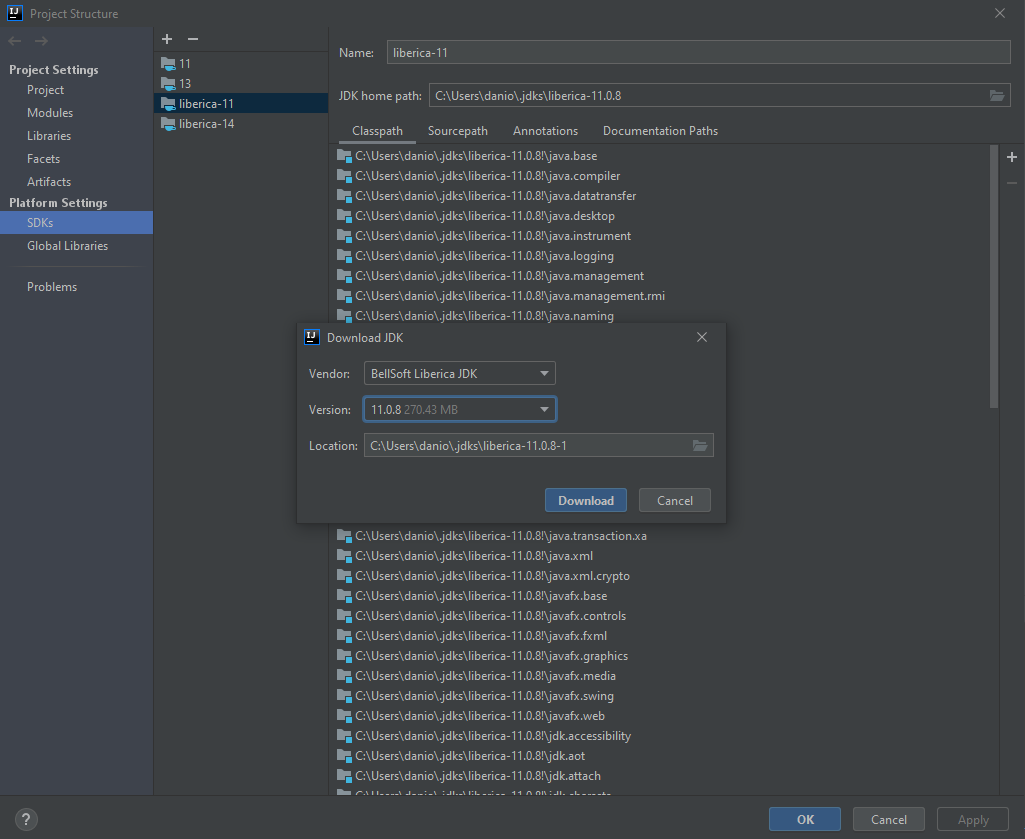 Project Structure
Project Settings
Project
Modules
Libraries
Facets
Artifacts
Platform Settings
SDKs
Global Libraries
Problems
11
13
liberica-11
liberica-14
Name: liberica-11
JDK home path: C:\Users\danio\.jdks\liberica-11.0.8
Classpath Sourcepath Annotations Documentation Paths
C:\Users\danio\.jdks\liberica-11.0.8!\java.base
C:\Users\danio\.jdks\liberica-11.0.8!\java.compiler
C:\Users\danio\.jdks\liberica-11.0.8!\java.datatransfer
C:\Users\danio\.jdks\liberica-11.0.8!\java.desktop
C:\Users\danio\.jdks\liberica-11.0.8!\java.instrument
C:\Users\danio\.jdks\liberica-11.0.8!\java.logging
C:\Users\danio\.jdks\liberica-11.0.8!\java.management
C:\Users\danio\.jdks\liberica-11.0.8!\java.management.rmi
C:\Users\danio\.jdks\liberica-11.0.8!\java.naming
Download JDK
Vendor: BellSoft Liberica JDK
Version: 11.0.8 270.43 MB
Location: C:\Users\danio\.jdks\liberica-11.0.8-1
Download Cancel
C:\Users\danio\.jdks\liberica-11.0.8!\java.transaction.xa
C:\Users\danio\.jdks\liberica-11.0.8!\java.xml
C:\Users\danio\.jdks\liberica-11.0.8!\java.xml.crypto
C:\Users\danio\.jdks\liberica-11.0.8!\javafx.base
C:\Users\danio\.jdks\liberica-11.0.8!\javafx.controls
C:\Users\danio\.jdks\liberica-11.0.8!\javafx.fxml
C:\Users\danio\.jdks\liberica-11.0.8!\javafx.graphics
C:\Users\danio\.jdks\liberica-11.0.8!\javafx.media
C:\Users\danio\.jdks\liberica-11.0.8!\javafx.swing
C:\Users\danio\.jdks\liberica-11.0.8!\javafx.web
C:\Users\danio\.jdks\liberica-11.0.8!\jdk.accessibility
C:\Users\danio\.jdks\liberica-11.0.8!\jdk.aot
C:\Users\danio\.jdks\liberica-11.0.8!\jdk.attach
? OK Cancel Apply